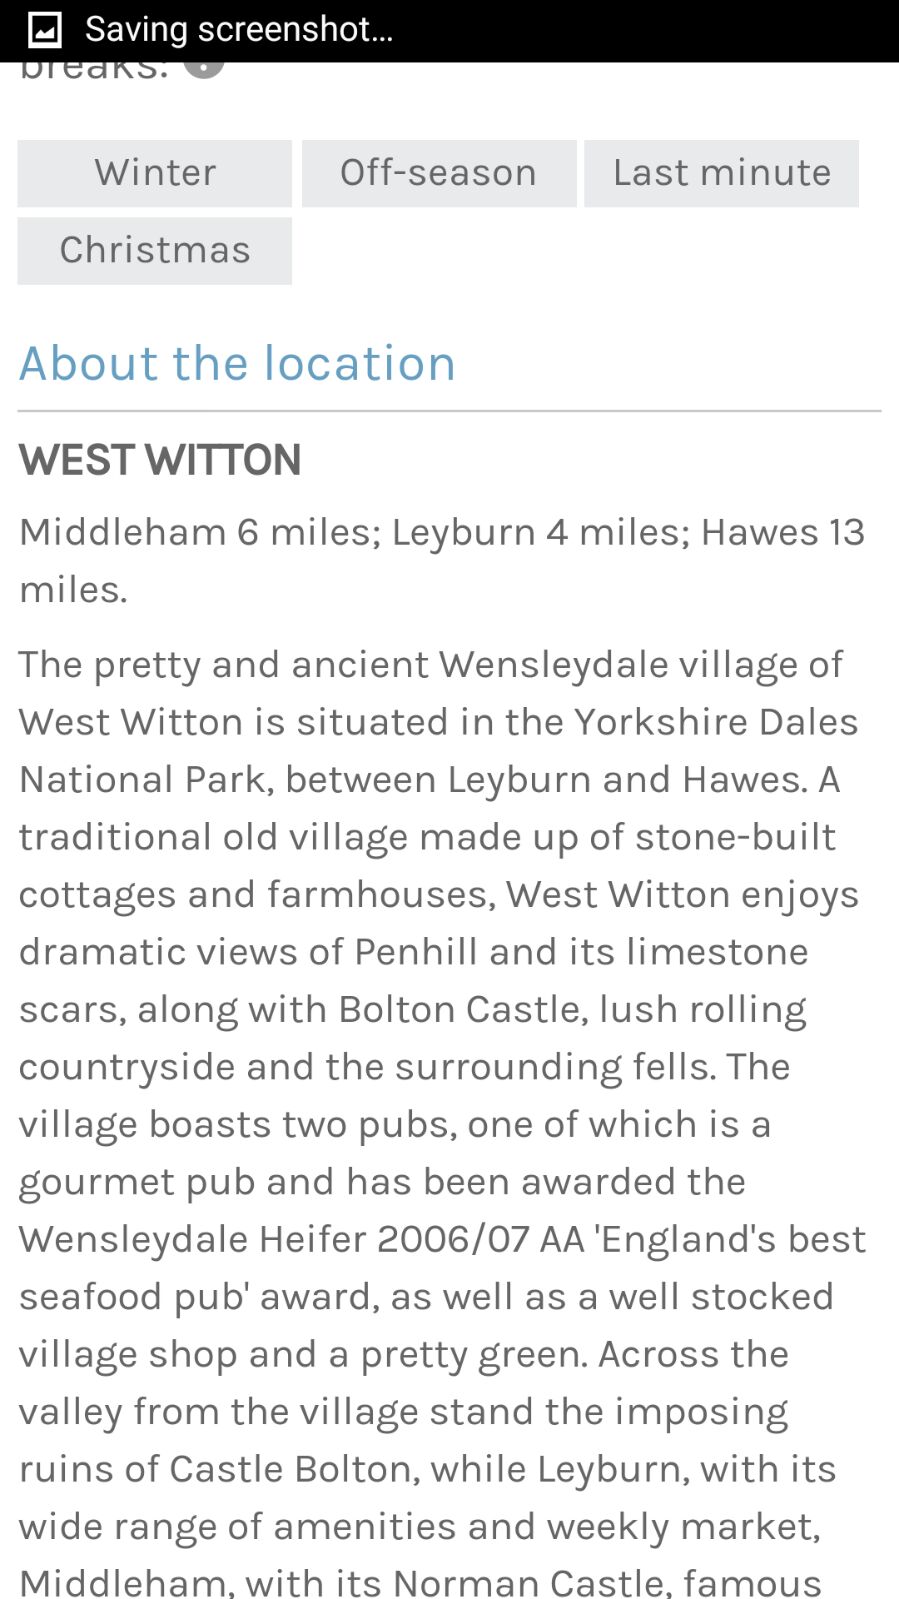 Saving screenshot...
breaks:
Winter
Off-season
Last minute
Christmas
About the location
WEST WITTON
Middleham 6 miles; Leyburn 4 miles; Hawes 13
miles.
The pretty and ancient Wensleydale village of
West Witton is situated in the Yorkshire Dales
National Park, between Leyburn and Hawes. A
traditional old village made up of stone-built
cottages and farmhouses, West Witton enjoys
dramatic views of Penhill and its limestone
scars, along with Bolton Castle, lush rolling
countryside and the surrounding fells. The
village boasts two pubs, one of which is a
gourmet pub and has been awarded the
Wensleydale Heifer 2006/07 AA 'England's best
seafood pub' award, as well as a well stocked
village shop and a pretty green. Across the
valley from the village stand the imposing
ruins of Castle Bolton, while Leyburn, with its
wide range of amenities and weekly market,
Middleham, with its Norman Castle, famous